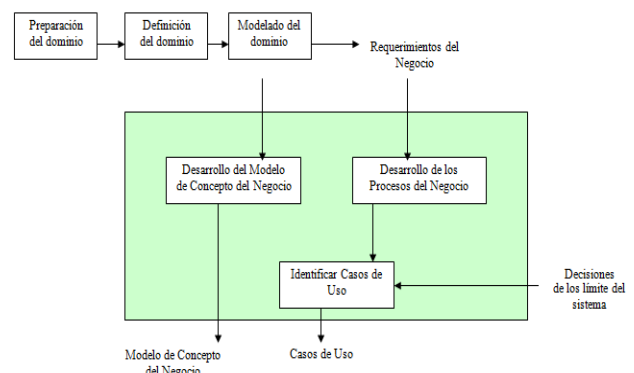 Preparación
del dominio
Definición
del dominio
Modelado del
dominio
Requerimientos del
Negocio
Desarrollo del Modelo
de Concepto del Negocio
Desarrollo de los
Procesos del Negocio
Identificar Casos de
Uso
Decisiones
de los límite del
sistema
Modelo de Concepto
del Negocio
Casos de Uso